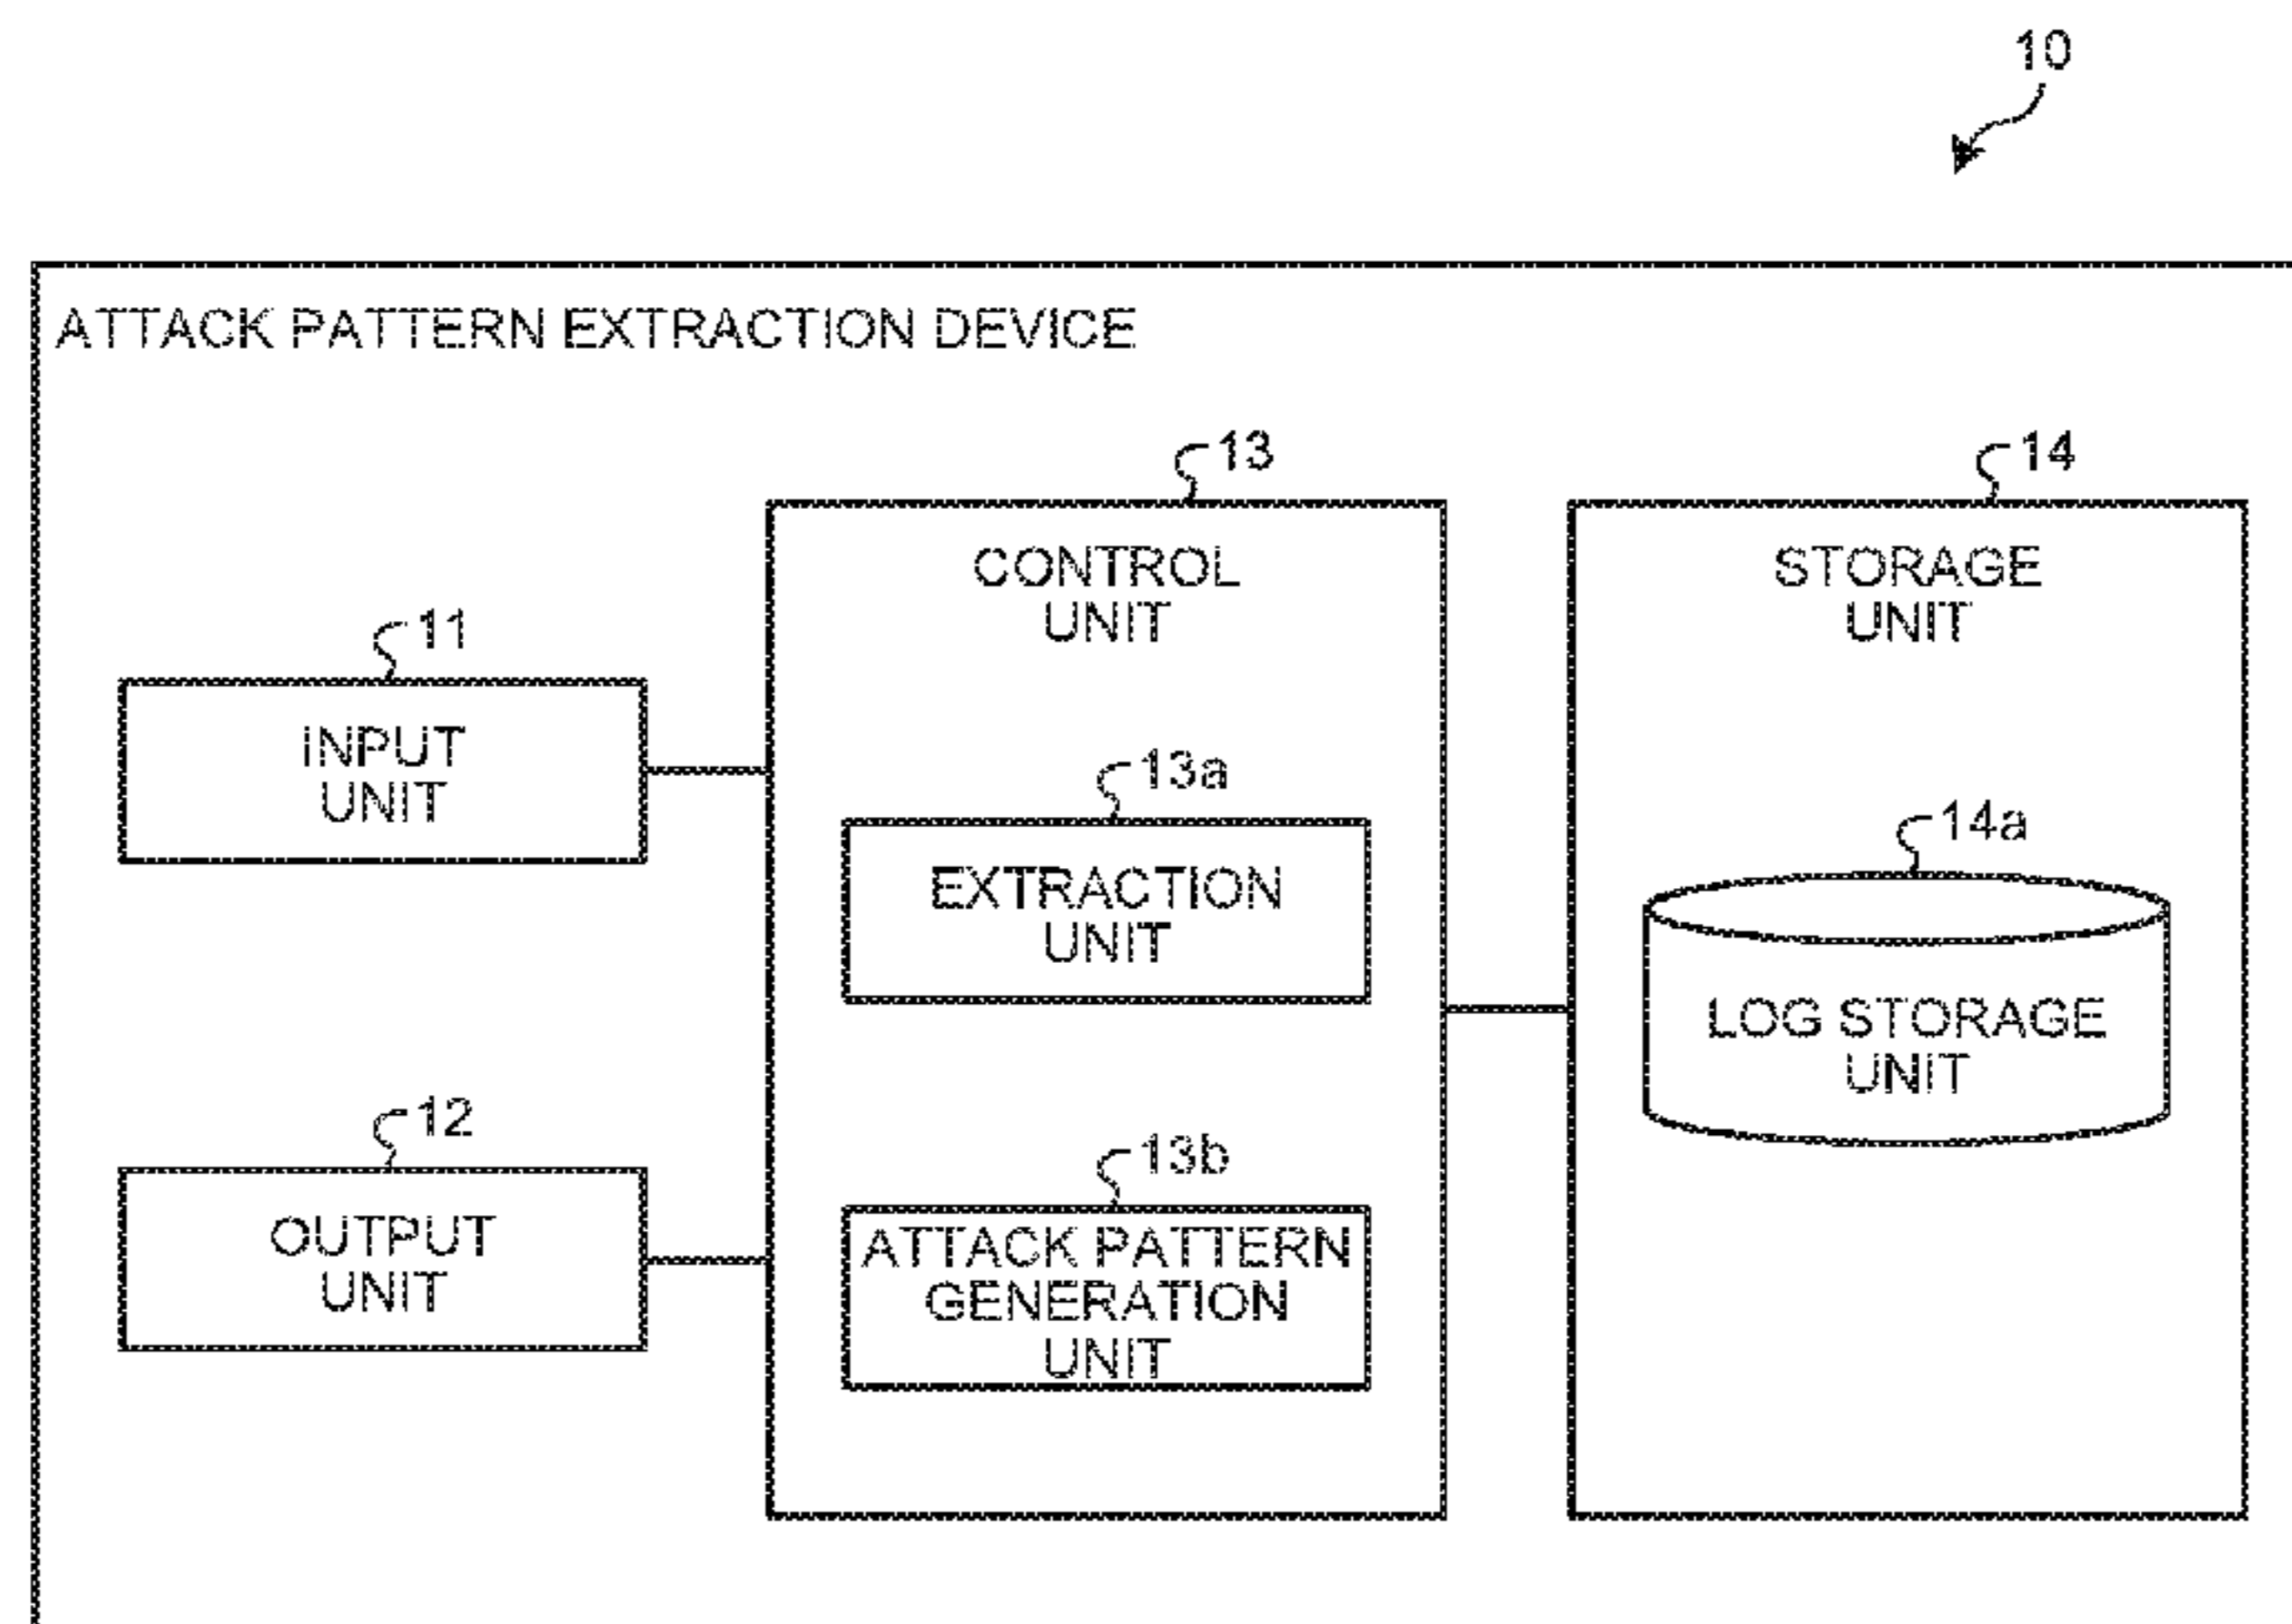 10
ATTACK PATTERN EXTRACTION DEVICE
11
INPUT
UNIT
12
OUTPUT
UNIT
13
CONTROL
UNIT
13a
EXTRACTION
UNIT
13b
ATTACK PATTERN
GENERATION
UNIT
14
STORAGE
UNIT
14a
LOG STORAGE
UNIT